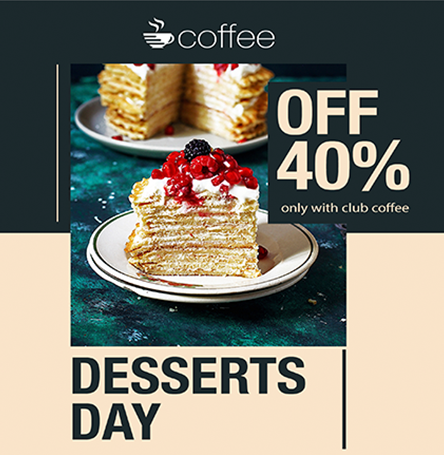 coffee
OFF
40%
only with club coffee
DESSERTS
DAY